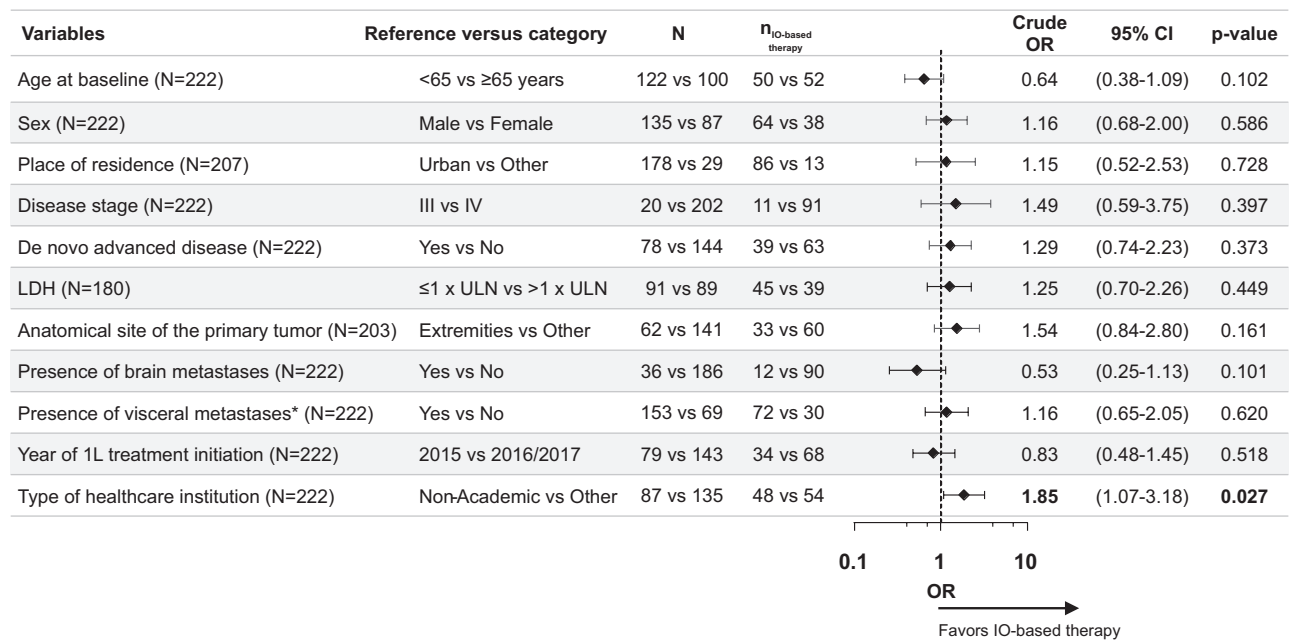 Variables Reference versus category N nIO-based therapy Crude OR 95% CI p-value
Age at baseline (N=222) <65 vs ≥65 years 122 vs 100 50 vs 52 0.64 (0.38-1.09) 0.102
Sex (N=222) Male vs Female 135 vs 87 64 vs 38 1.16 (0.68-2.00) 0.586
Place of residence (N=207) Urban vs Other 178 vs 29 86 vs 13 1.15 (0.52-2.53) 0.728
Disease stage (N=222) III vs IV 20 vs 202 11 vs 91 1.49 (0.59-3.75) 0.397
De novo advanced disease (N=222) Yes vs No 78 vs 144 39 vs 63 1.29 (0.74-2.23) 0.373
LDH (N=180) ≤1 x ULN vs >1 x ULN 91 vs 89 45 vs 39 1.25 (0.70-2.26) 0.449
Anatomical site of the primary tumor (N=203) Extremities vs Other 62 vs 141 33 vs 60 1.54 (0.84-2.80) 0.161
Presence of brain metastases (N=222) Yes vs No 36 vs 186 12 vs 90 0.53 (0.25-1.13) 0.101
Presence of visceral metastases* (N=222) Yes vs No 153 vs 69 72 vs 30 1.16 (0.65-2.05) 0.620
Year of 1L treatment initiation (N=222) 2015 vs 2016/2017 79 vs 143 34 vs 68 0.83 (0.48-1.45) 0.518
Type of healthcare institution (N=222) Non-Academic vs Other 87 vs 135 48 vs 54 1.85 (1.07-3.18) 0.027
0.1 1 10
OR
Favors IO-based therapy